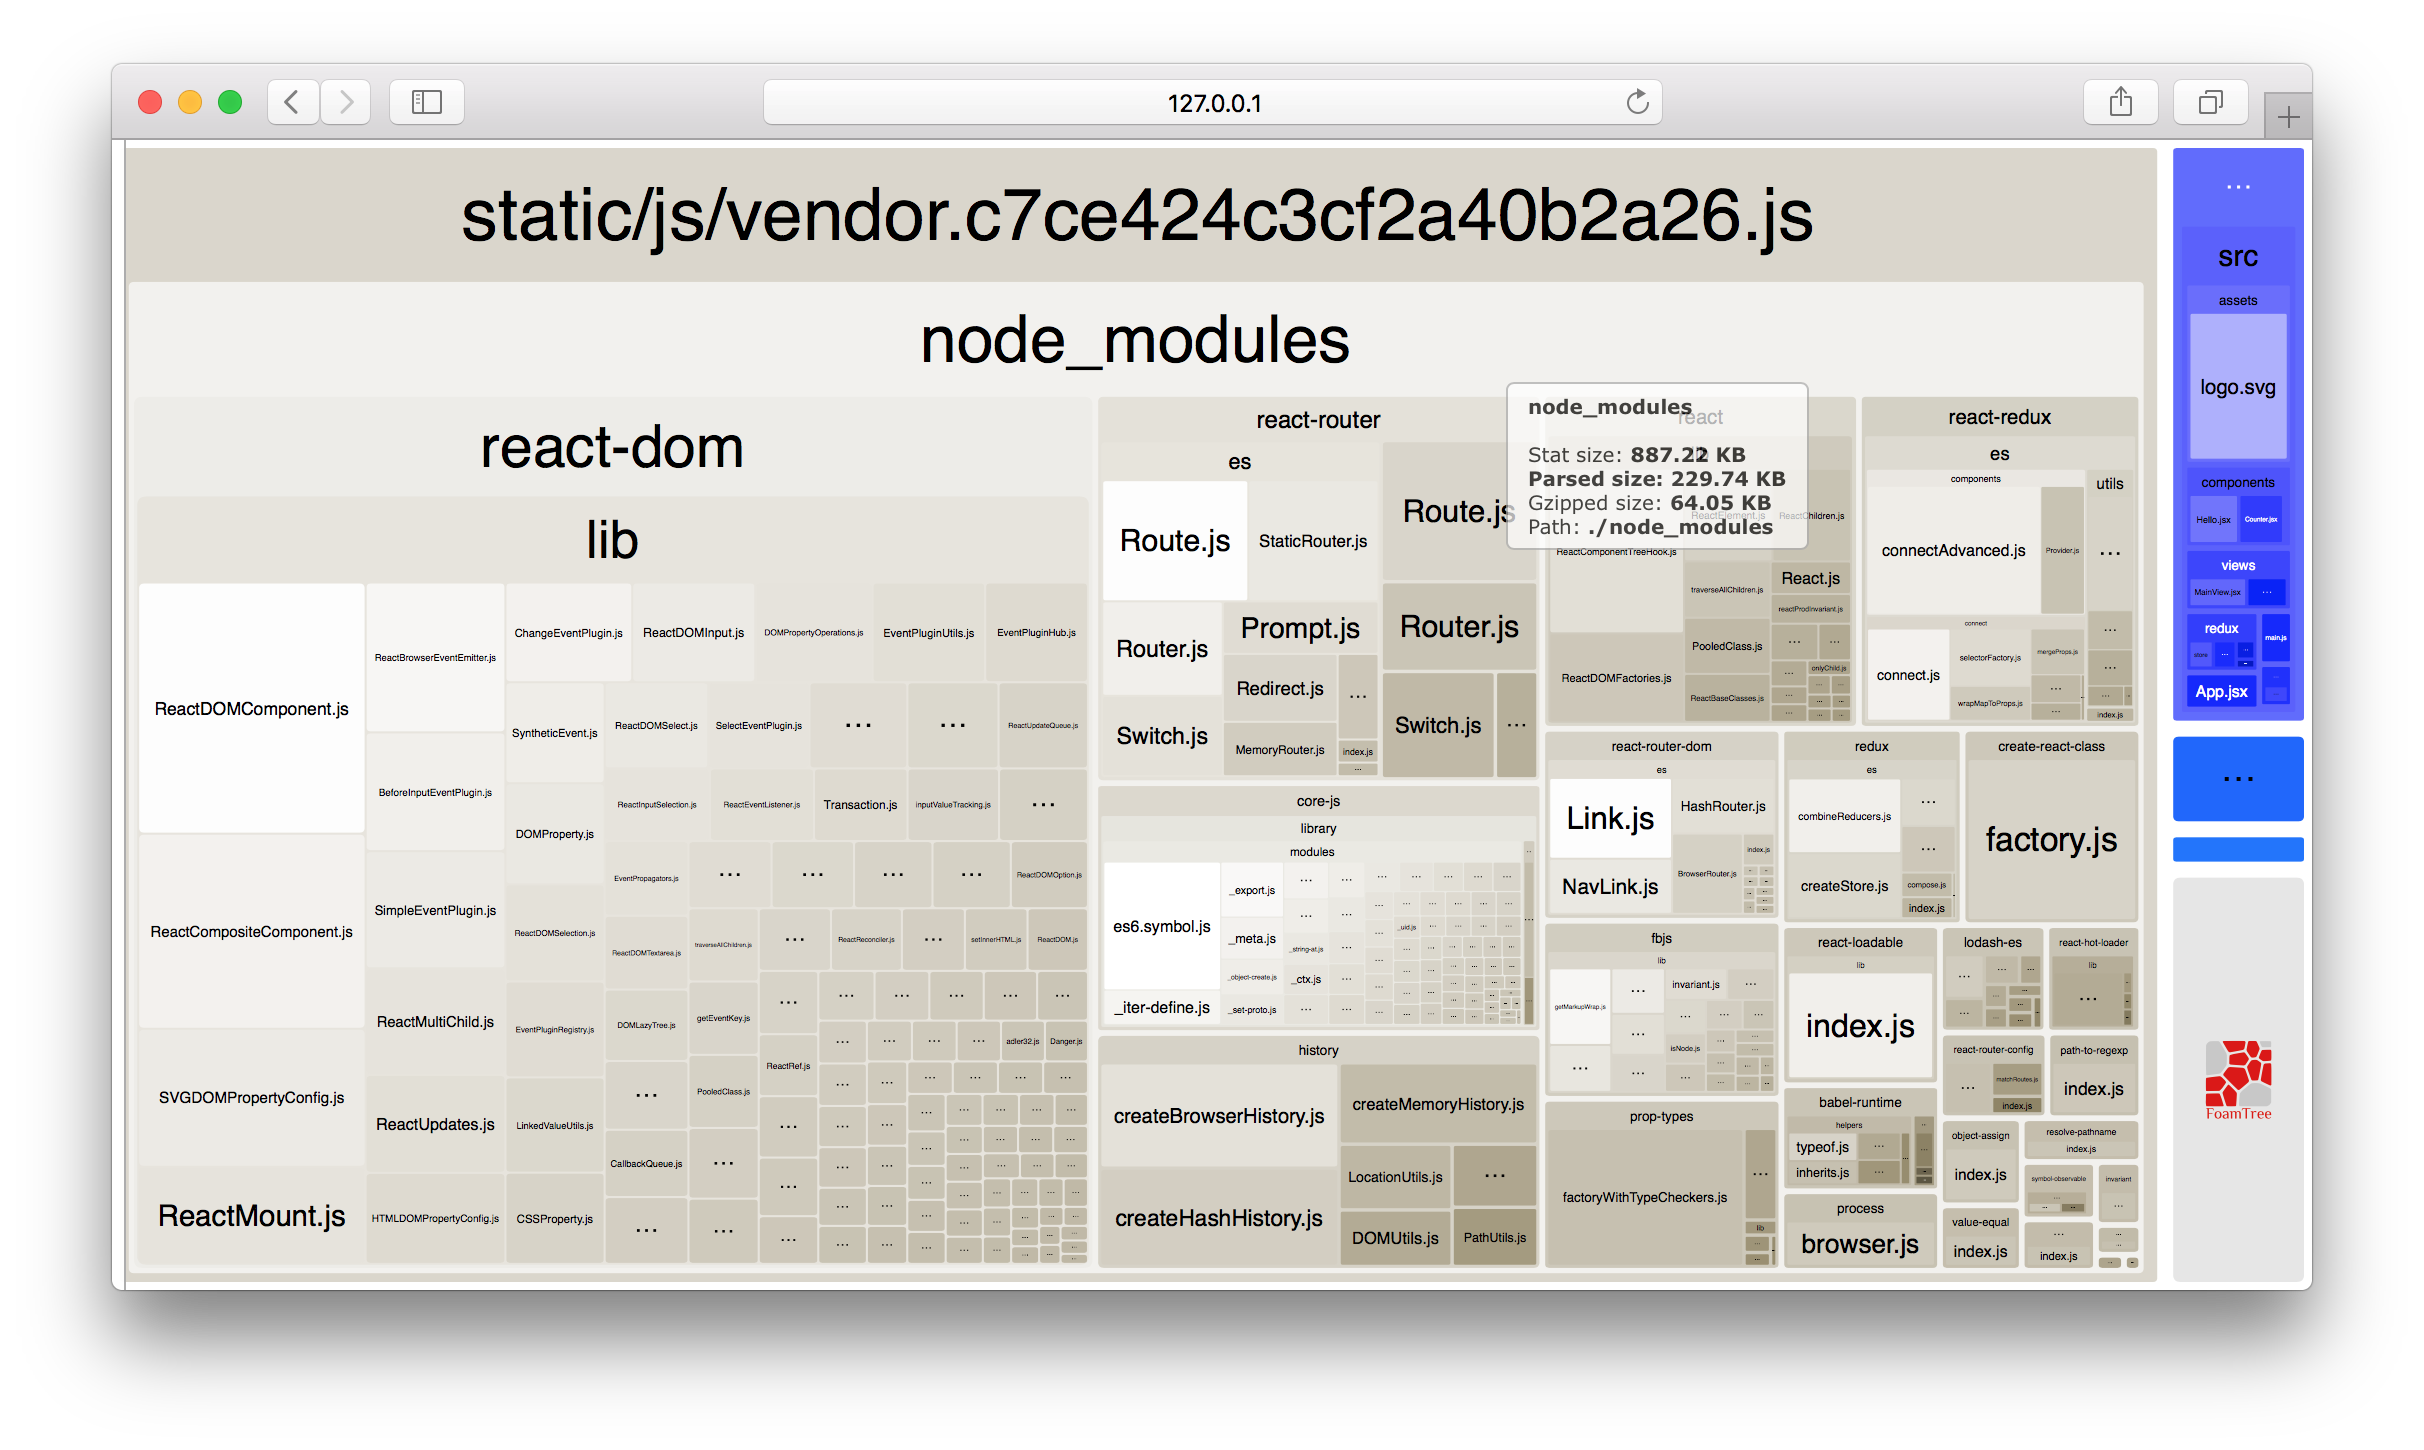 127.0.0.1
static/js/vendor.c7ce424c3cf2a40b2a26.js
node_modules
react-dom
lib
ReactDOMComponent.js
ReactCompositeComponent.js
SVGDOMPropertyConfig.js
ReactMount.js
ReactBrowserEventEmitter.js
BeforeInputEventPlugin.js
SimpleEventPlugin.js
ReactMultiChild.js
ReactUpdates.js
HTMLDOMPropertyConfig.js
ChangeEventPlugin.js
ReactDOMInput.js
DOMPropertyOperations.js
EventPluginUtils.js
EventPluginHub.js
SyntheticEvent.js
ReactDOMSelect.js
SelectEventPlugin.js
...
...
ReactUpdateQueue.js
DOMProperty.js
ReactInputSelection.js
ReactEventListener.js
Transaction.js
inputValueTracking.js
...
ReactDOMSelection.js
EventPropagators.js
ReactDOMOption.js
ReactDOMTextarea.js
traverseAllChildren.js
ReactReconciler.js
setInnerHTML.js
ReactDOM.js
EventPluginRegistry.js
DOMLazyTree.js
getEventKey.js
adler32.js
Danger.js
ReactRef.js
PooledClass.js
LinkedValueUtils.js
CallbackQueue.js
CSSProperty.js
react-router
es
Route.js
StaticRouter.js
Router.js
Prompt.js
Redirect.js
Switch.js
MemoryRouter.js
index.js
Route.js
Router.js
Switch.js
...
core-js
library
modules
es6.symbol.js
_iter-define.js
_export.js
_meta.js
_object-create.js
_set-proto.js
_string-at.js
_ctx.js
_uid.js
history
createBrowserHistory.js
createHashHistory.js
createMemoryHistory.js
LocationUtils.js
...
DOMUtils.js
PathUtils.js
node_modules
Stat size: 887.22 KB
Parsed size: 229.74 KB
Gzipped size: 64.05 KB
Path: ./node_modules
react
ReactElement.js
ReactChildren.js
ReactComponentTreeHook.js
ReactDOMFactories.js
traverseAllChildren.js
React.js
reactProdInvariant.js
PooledClass.js
onlyChild.js
ReactBaseClasses.js
react-redux
es
components
connectAdvanced.js
Provider.js
utils
...
connect
connect.js
selectorFactory.js
mergeProps.js
wrapMapToProps.js
index.js
react-router-dom
es
Link.js
HashRouter.js
NavLink.js
BrowserRouter.js
index.js
redux
es
combineReducers.js
createStore.js
compose.js
index.js
create-react-class
factory.js
fbjs
lib
getMarkupWrap.js
invariant.js
isNode.js
react-loadable
lib
index.js
lodash-es
react-hot-loader
lib
...
react-router-config
matchRoutes.js
index.js
path-to-regexp
index.js
prop-types
factoryWithTypeCheckers.js
lib
babel-runtime
helpers
typeof.js
inherits.js
process
browser.js
object-assign
index.js
resolve-pathname
index.js
symbol-observable
invariant
value-equal
index.js
index.js
...
src
assets
logo.svg
components
Hello.jsx
Counter.jsx
views
MainView.jsx
...
redux
store
main.js
App.jsx
...
FoamTree